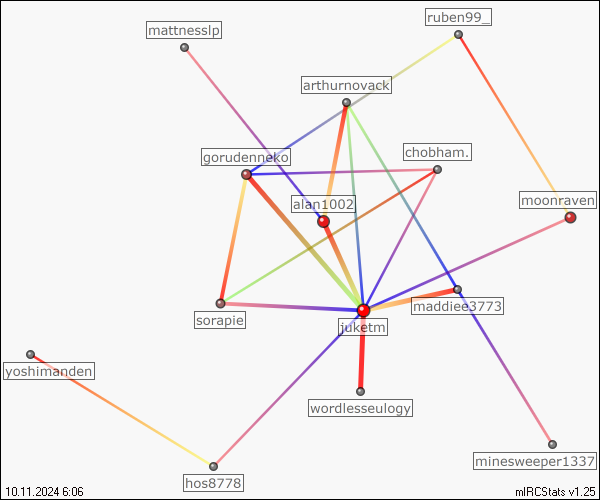 ruben99_
mattnesslp
arthurnovack
chobham.
gorudenneko
alan1002
moonraven
maddiee3773
sorapie
juketm
yoshimanden
wordlesseulogy
minesweeper1337
hos8778
10.11.2024 6:06
mIRCStats v1.25